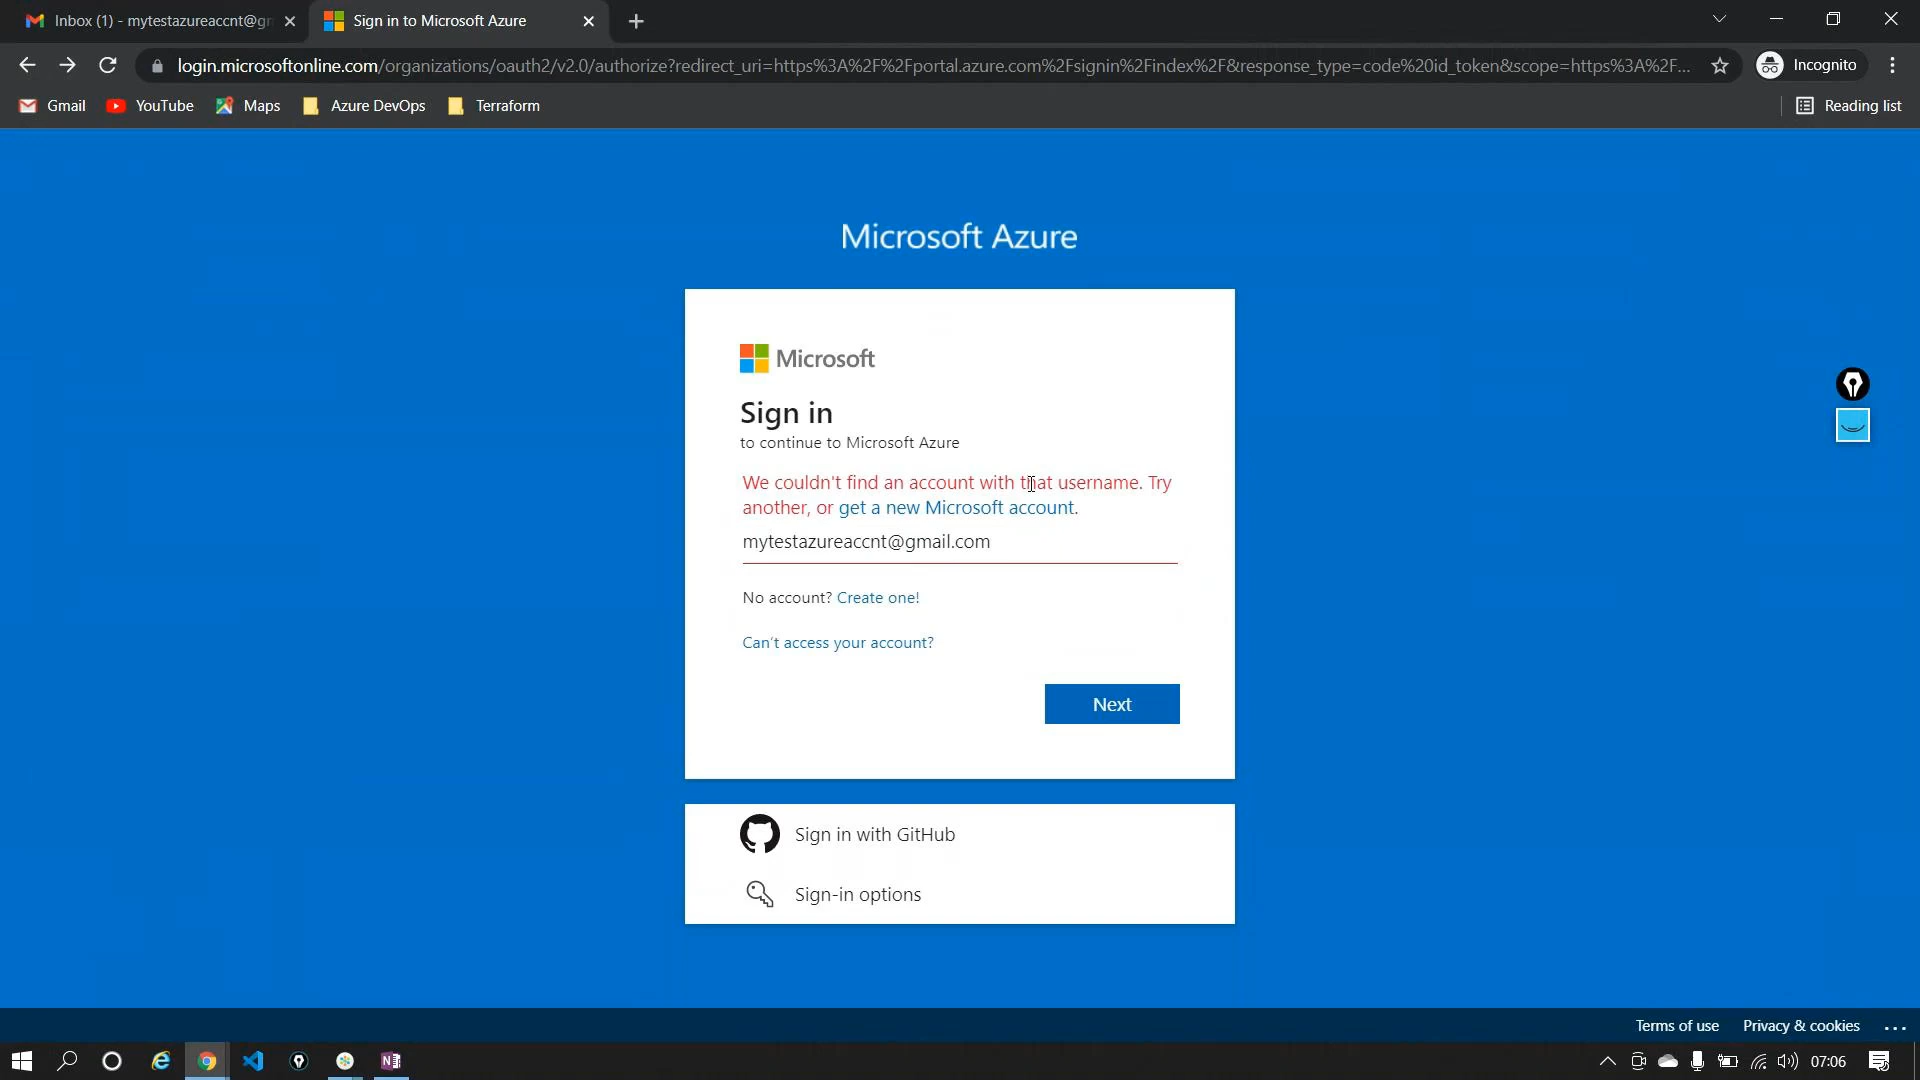 Inbox (1) - mytestazureaccnt@gm
Sign in to Microsoft Azure
login.microsoftonline.com/organizations/oauth2/v2.0/authorize?redirect_uri=https%3A%2F%2Fportal.azure.com%2Fsignin%2Findex%2F&response_type=code%20id_token&scope=https%3A%2F...
Incognito
Gmail
YouTube
Maps
Azure DevOps
Terraform
Reading list
Microsoft Azure
Microsoft
Sign in
to continue to Microsoft Azure
We couldn't find an account with that username. Try
another, or get a new Microsoft account.
mytestazureaccnt@gmail.com
No account? Create one!
Can't access your account?
Next
Sign in with GitHub
Sign-in options
Terms of use
Privacy & cookies
...
07:06